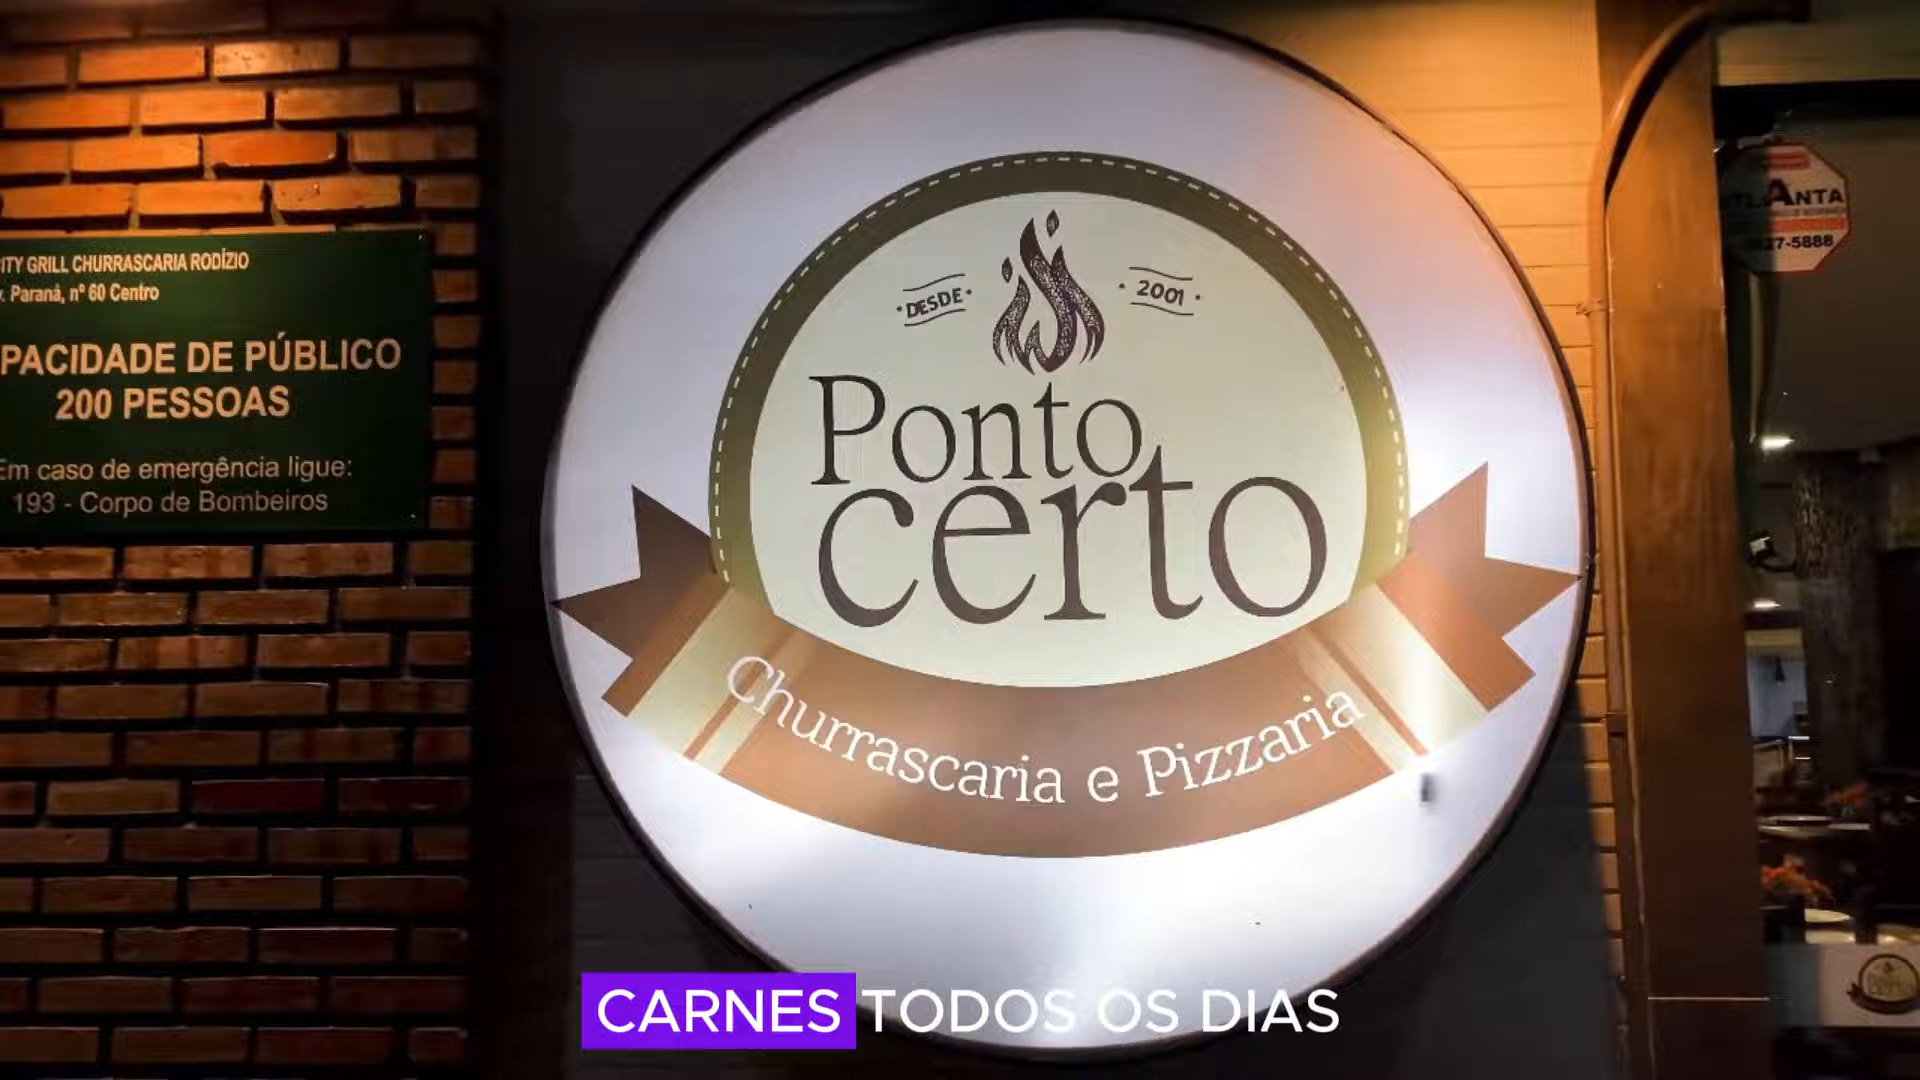 ITY GRILL CHURRASCARIA RODÍZIO
. Paraná, nº 60 Centro
PACIDADE DE PÚBLICO
200 PESSOAS
Em caso de emergência ligue:
193 - Corpo de Bombeiros
DESDE
2001
Ponto
certo
Churrascaria e Pizzaria
TLANTA
27-5888
CARNES TODOS OS DIAS